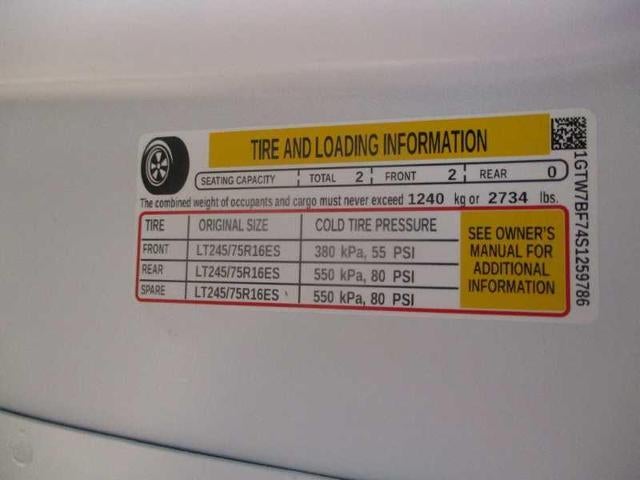 TIRE AND LOADING INFORMATION
SEATING CAPACITY TOTAL 2 FRONT 2 REAR 0
The combined weight of occupants and cargo must never exceed 1240 kg or 2734 lbs.
TIRE ORIGINAL SIZE COLD TIRE PRESSURE
FRONT LT245/75R16ES 380 kPa, 55 PSI
REAR LT245/75R16ES 550 kPa, 80 PSI
SPARE LT245/75R16ES 550 kPa, 80 PSI
SEE OWNER'S
MANUAL FOR
ADDITIONAL
INFORMATION
1GTW7BF74S1259786